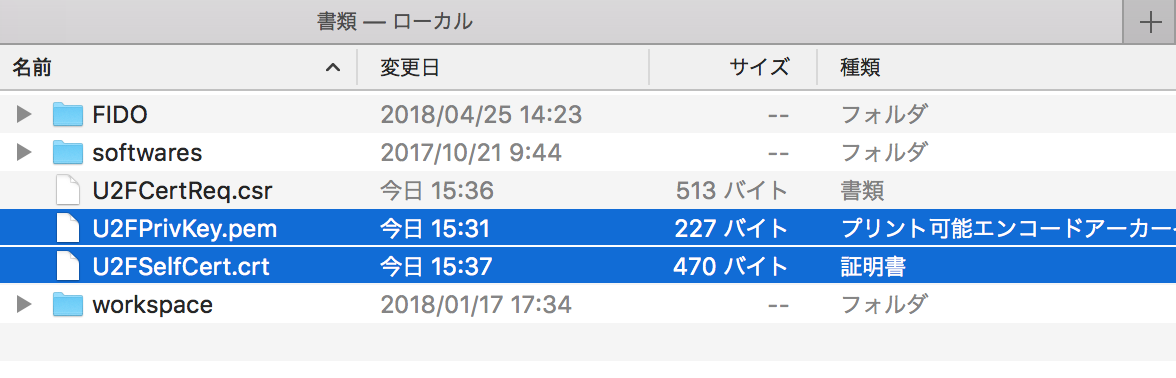 書類 — ローカル
名前 変更日 サイズ 種類
FIDO 2018/04/25 14:23 -- フォルダ
softwares 2017/10/21 9:44 -- フォルダ
U2FCertReq.csr 今日 15:36 513 バイト 書類
U2FPrivKey.pem 今日 15:31 227 バイト プリント可能エンコードアーカー
U2FSelfCert.crt 今日 15:37 470 バイト 証明書
workspace 2018/01/17 17:34 -- フォルダ